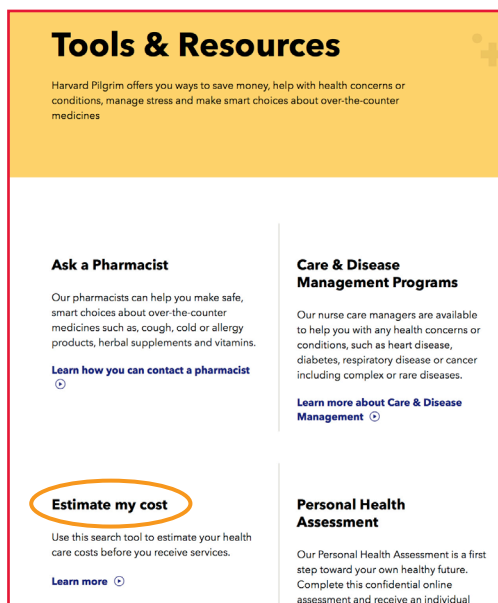 Tools & Resources
Harvard Pilgrim offers you ways to save money, help with health concerns or
conditions, manage stress and make smart choices about over-the-counter
medicines
Ask a Pharmacist
Our pharmacists can help you make safe,
smart choices about over-the-counter
medicines such as, cough, cold or allergy
products, herbal supplements and vitamins.
Learn how you can contact a pharmacist
Care & Disease
Management Programs
Our nurse care managers are available
to help you with any health concerns or
conditions, such as heart disease,
diabetes, respiratory disease or cancer
including complex or rare diseases.
Learn more about Care & Disease
Management
Estimate my cost
Use this search tool to estimate your health
care costs before you receive services.
Learn more
Personal Health
Assessment
Our Personal Health Assessment is a first
step toward your own healthy future.
Complete this confidential online
assessment and receive an individual